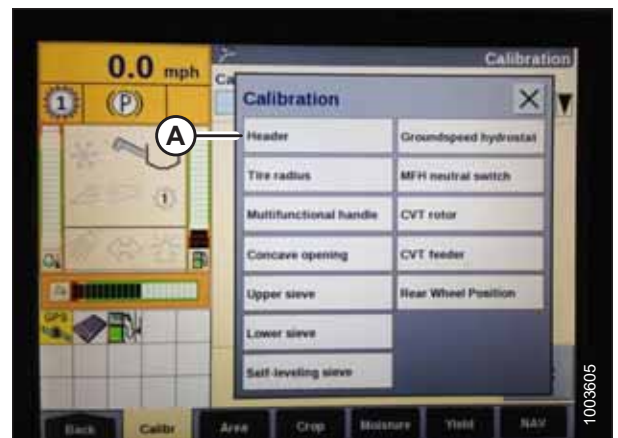 0.0 mph
Calibration
Ca
1
(P)
Calibration
A
Header
Groundspeed hydrostat
Tire radius
MFH neutral switch
1
Multifunctional handle
CVT rotor
Concave opening
CVT feeder
Upper sieve
Rear Wheel Position
Lower sieve
GPS
Self-leveling sieve
Back
Calibr
Area
Crop
Moisture
Yield
NAV
1003605